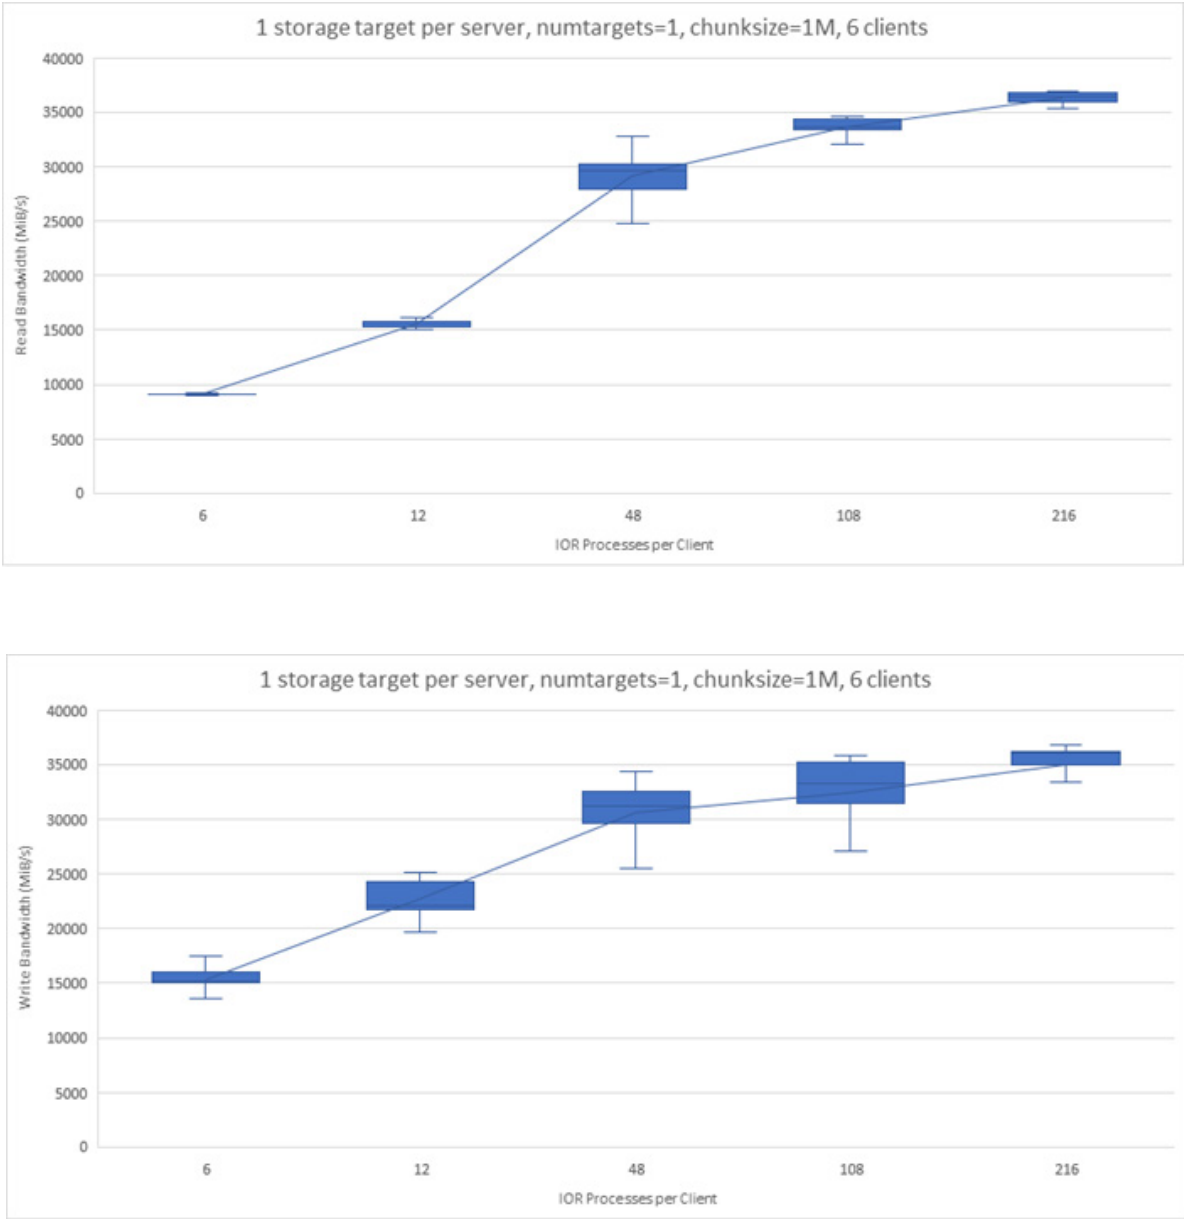 1 storage target per server, numtargets=1, chunksize=1M, 6 clients
40000
35000
30000
25000
20000
15000
10000
5000
0
Read Bandwidth (MiB/s)
6 12 48 108 216
IOR Processes per Client
1 storage target per server, numtargets=1, chunksize=1M, 6 clients
40000
35000
30000
25000
20000
15000
10000
5000
0
Write Bandwidth (MiB/s)
6 12 48 108 216
IOR Processes per Client